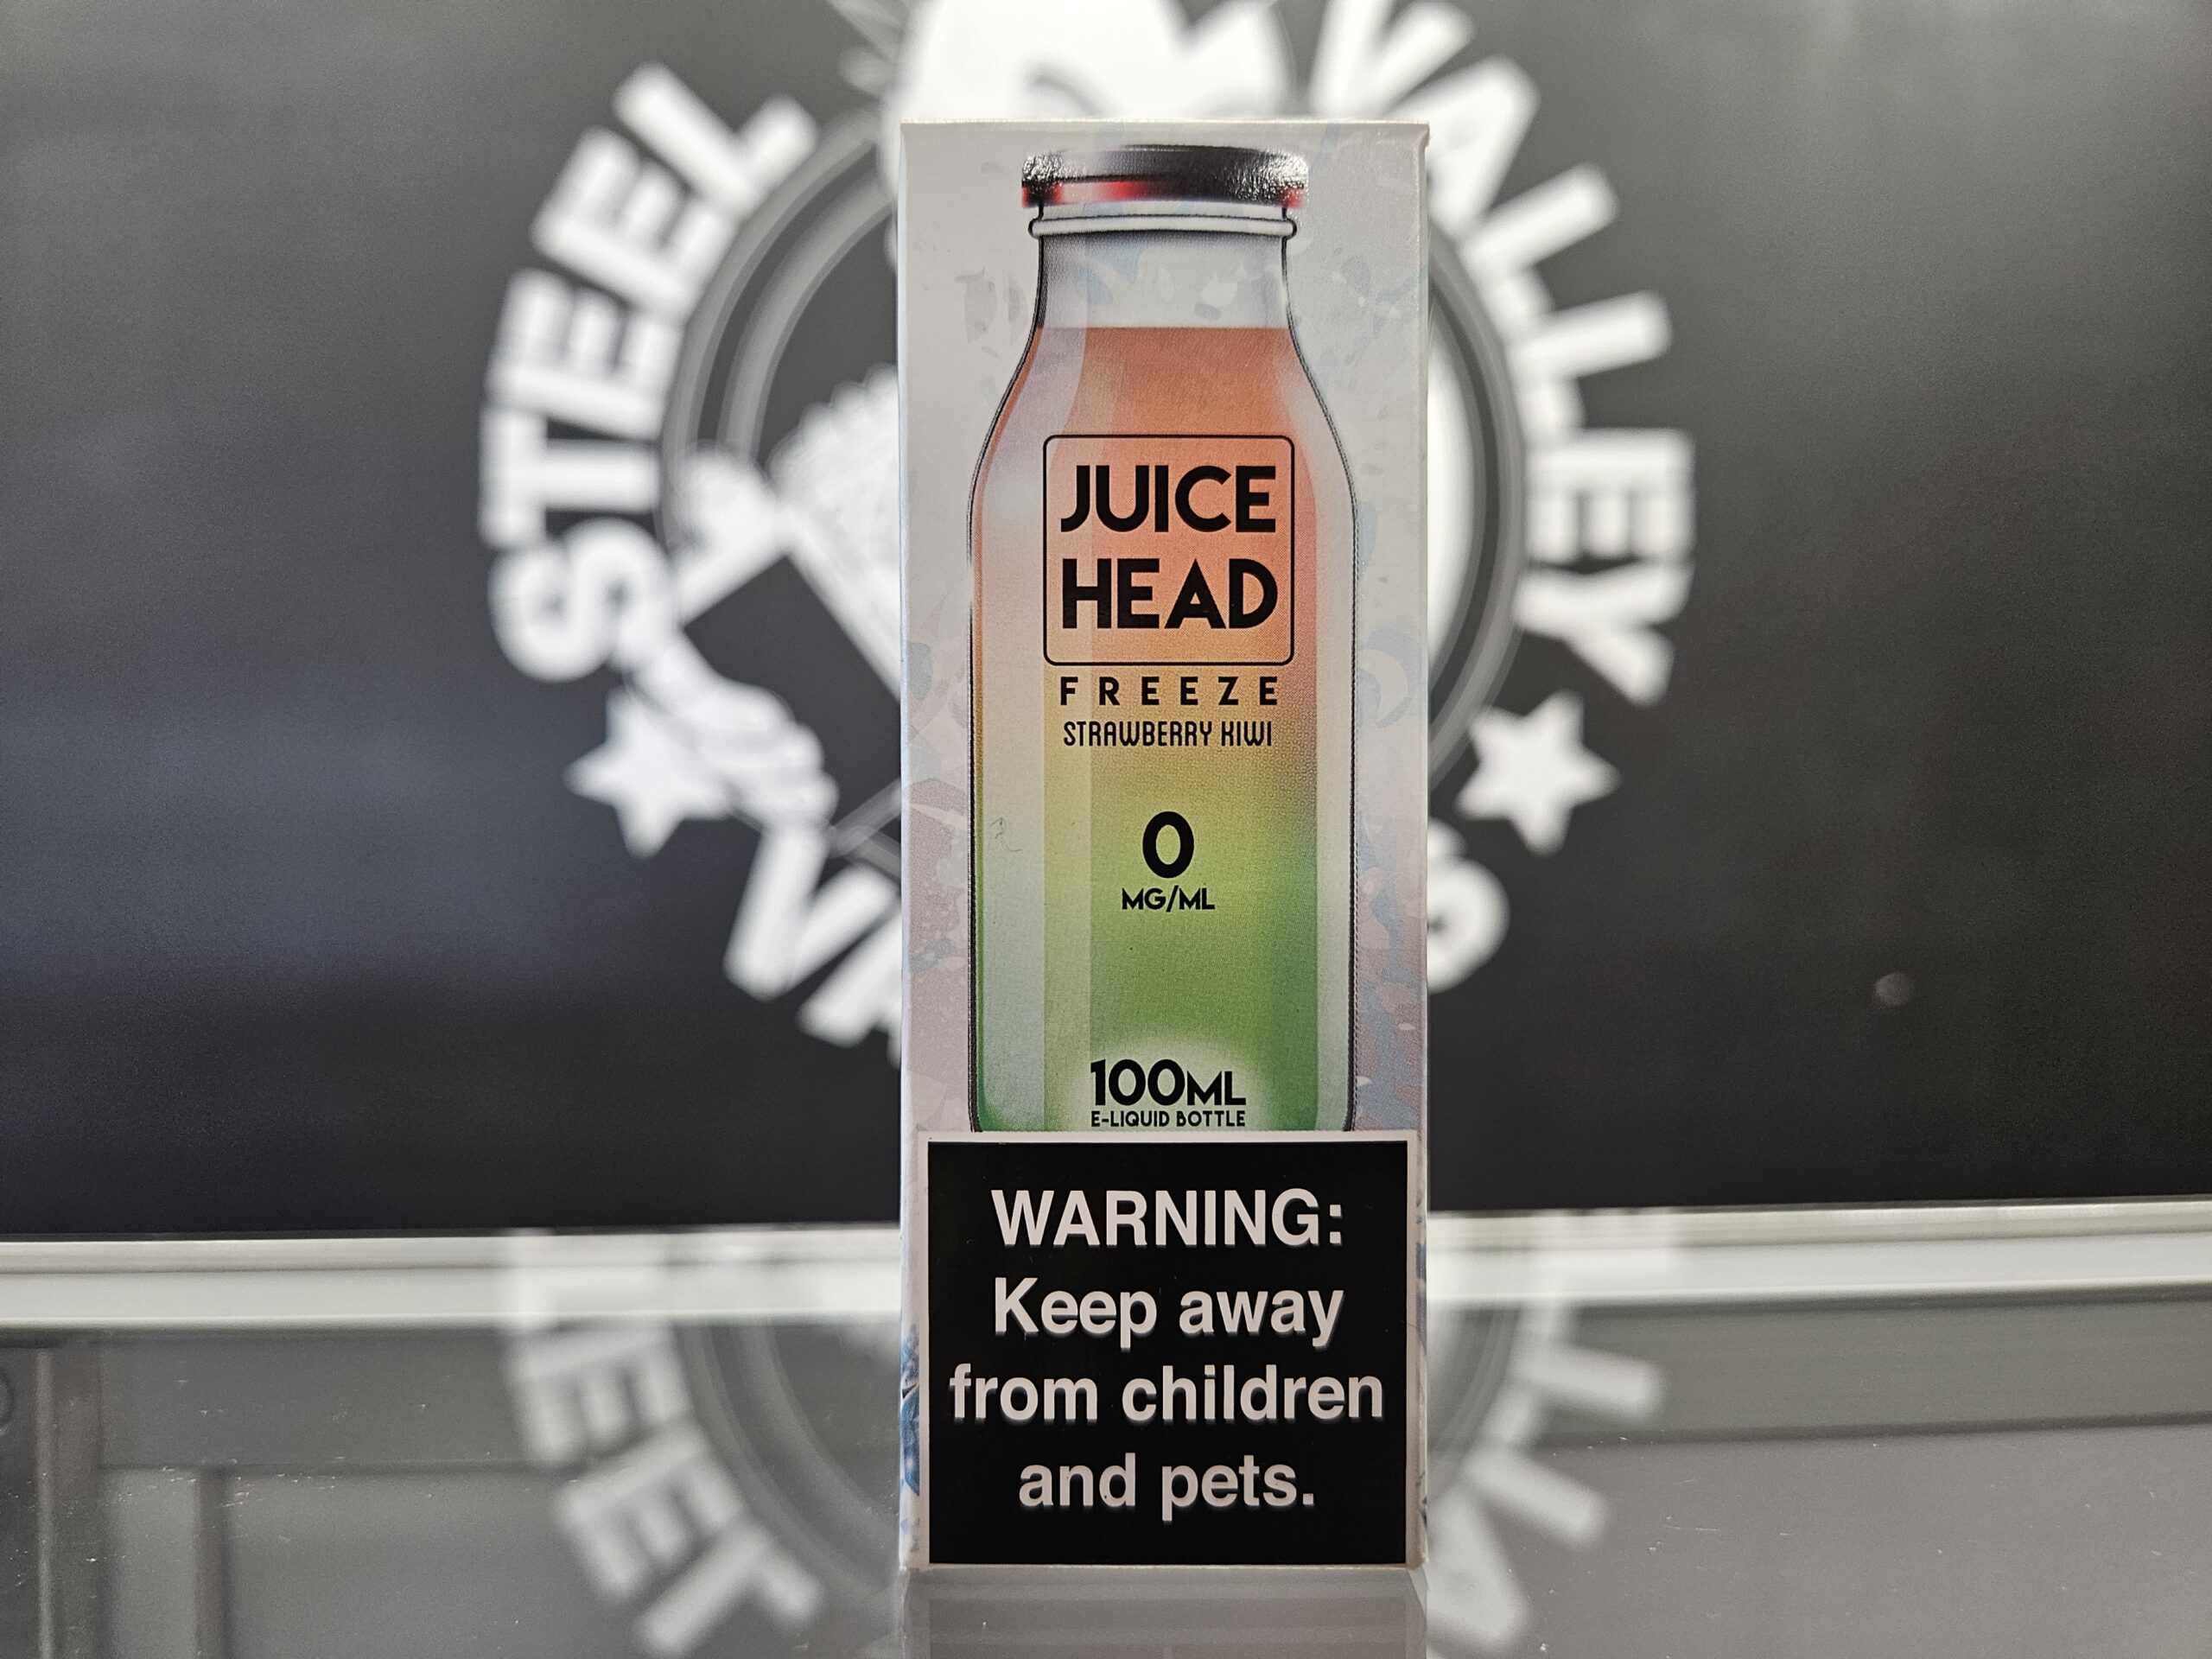 STEEL VALLEY
JUICE
HEAD
FREEZE
STRAWBERRY KIWI
0
MG/ML
100ML
E-LIQUID BOTTLE
WARNING:
Keep away
from children
and pets.